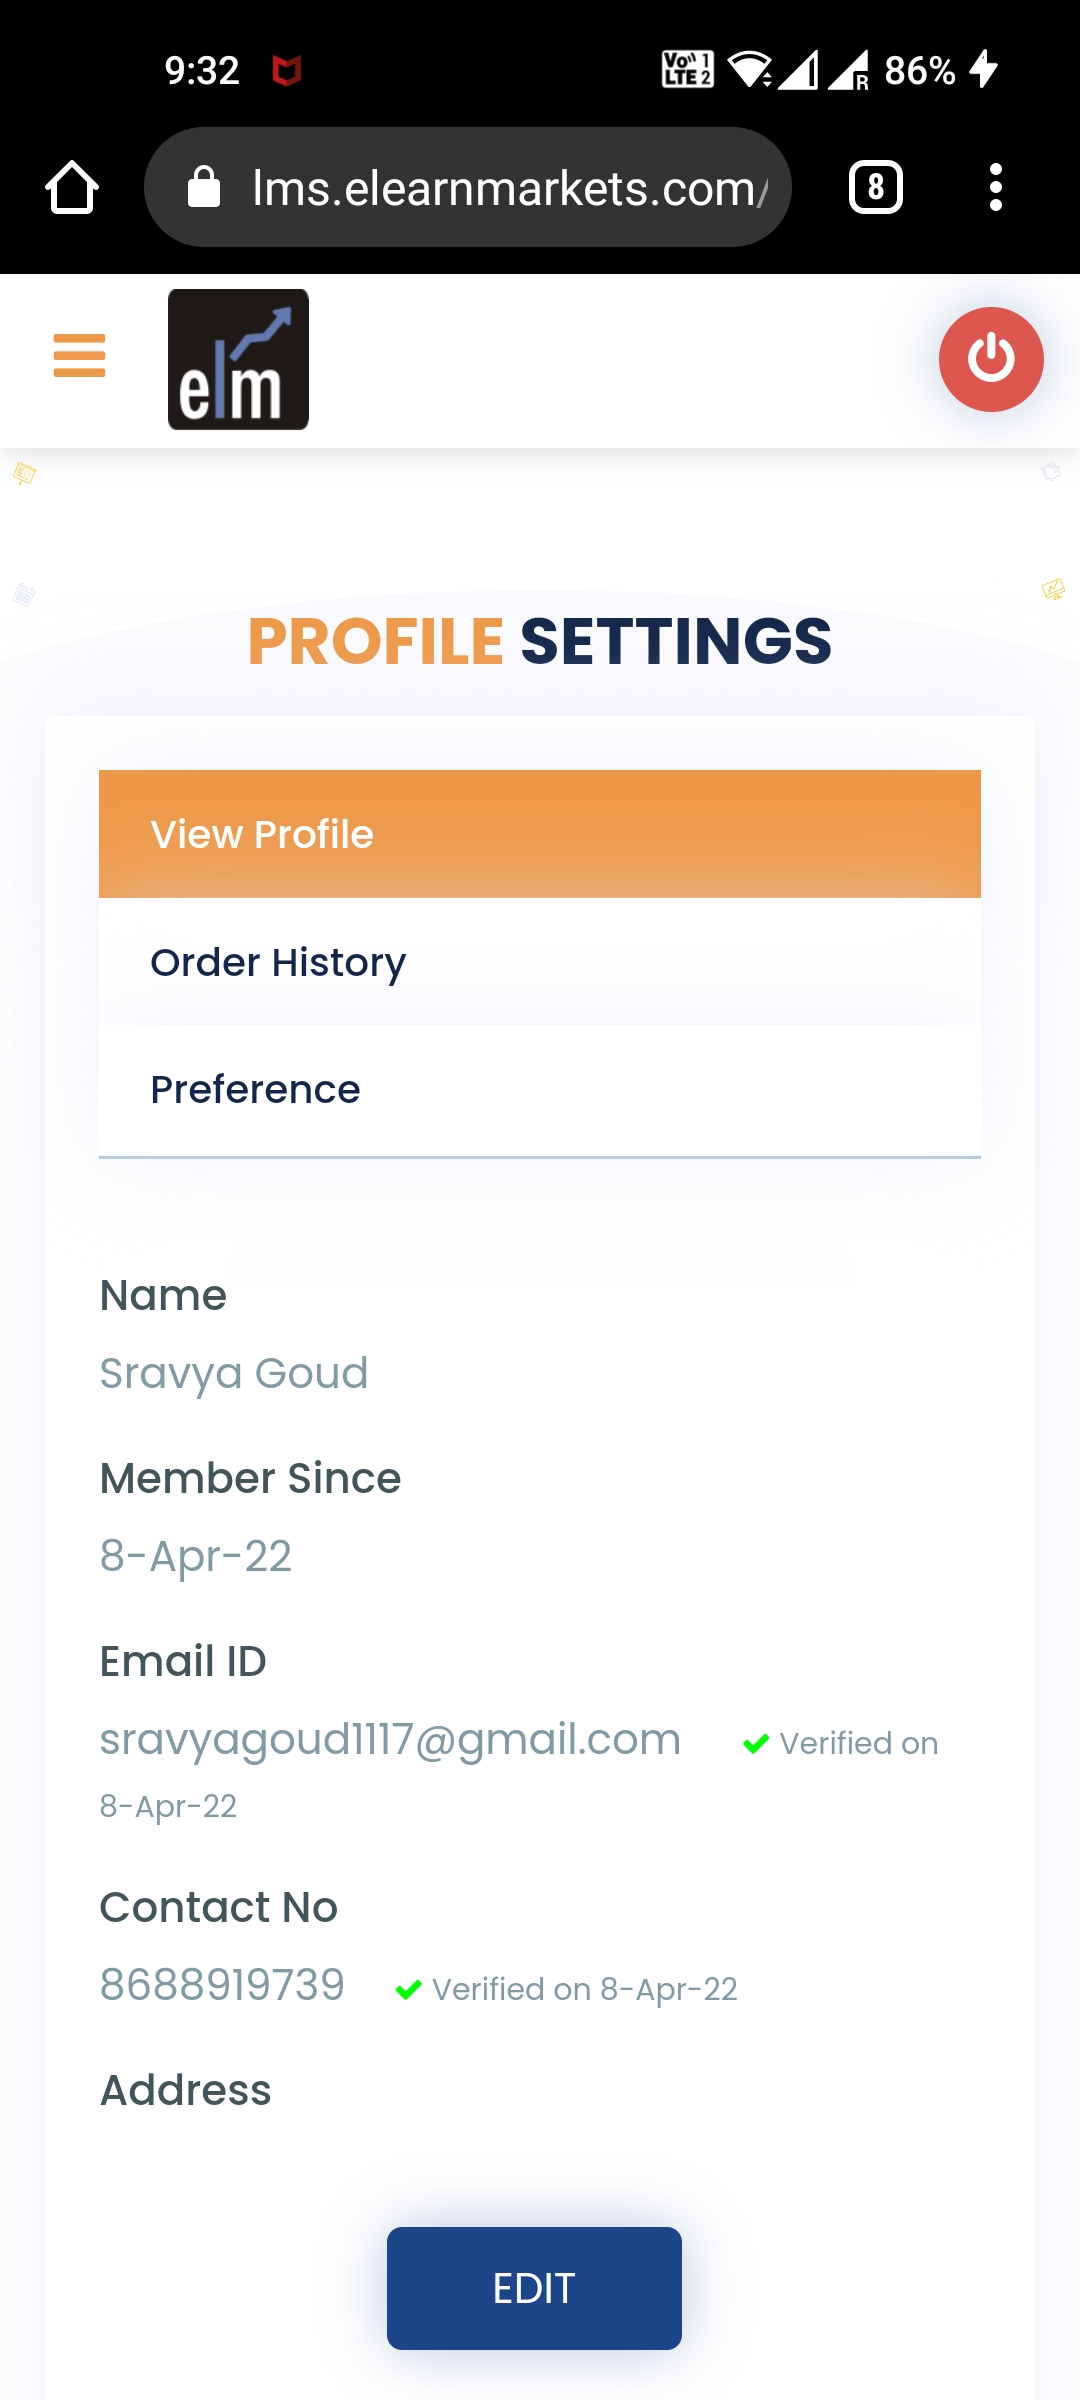 9:32 Vo)) 1 LTE 2 R 86%
lms.elearnmarkets.com/ 8
elm
PROFILE SETTINGS
View Profile
Order History
Preference
Name
Sravya Goud
Member Since
8-Apr-22
Email ID
sravyagoud1117@gmail.com Verified on
8-Apr-22
Contact No
8688919739 Verified on 8-Apr-22
Address
EDIT